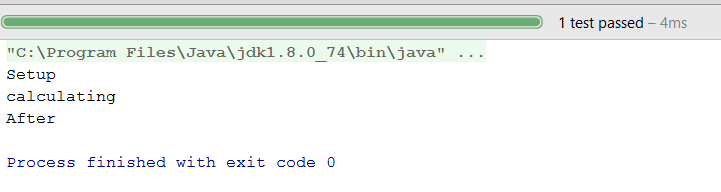 1 test passed – 4ms
"C:\Program Files\Java\jdk1.8.0_74\bin\java" ...
Setup
calculating
After
Process finished with exit code 0